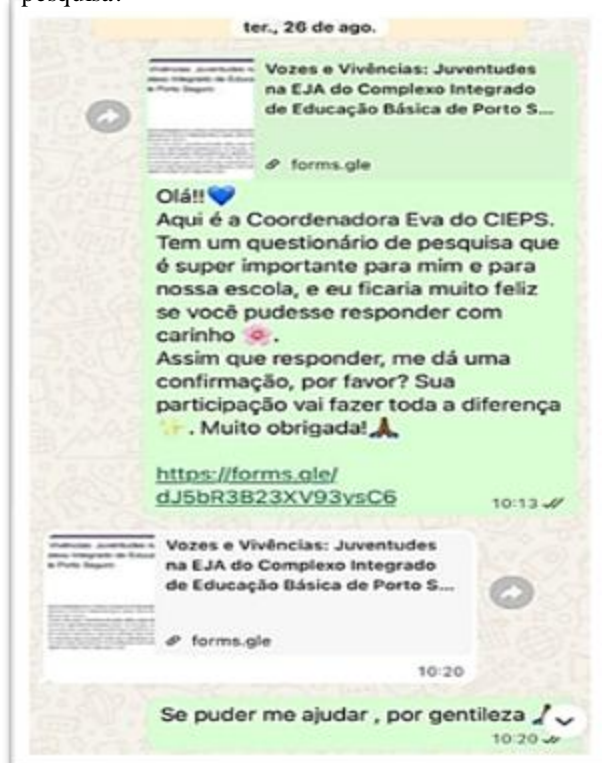 pesquisa:
ter., 26 de ago.
Vozes e Vivências: Juventudes
na EJA do Complexo Integrado
de Educação Básica de Porto S...
forms.gle
Olá!!💙
Aqui é a Coordenadora Eva do CIEPS.
Tem um questionário de pesquisa que
é super importante para mim e para
nossa escola, e eu ficaria muito feliz
se você pudesse responder com
carinho 🌸.
Assim que responder, me dá uma
confirmação, por favor? Sua
participação vai fazer toda a diferença
✨. Muito obrigada!🙏🏾
https://forms.gle/
dJ5bR3B23XV93ysC6
10:13
Vozes e Vivências: Juventudes
na EJA do Complexo Integrado
de Educação Básica de Porto S...
forms.gle
10:20
Se puder me ajudar , por gentileza
10:20